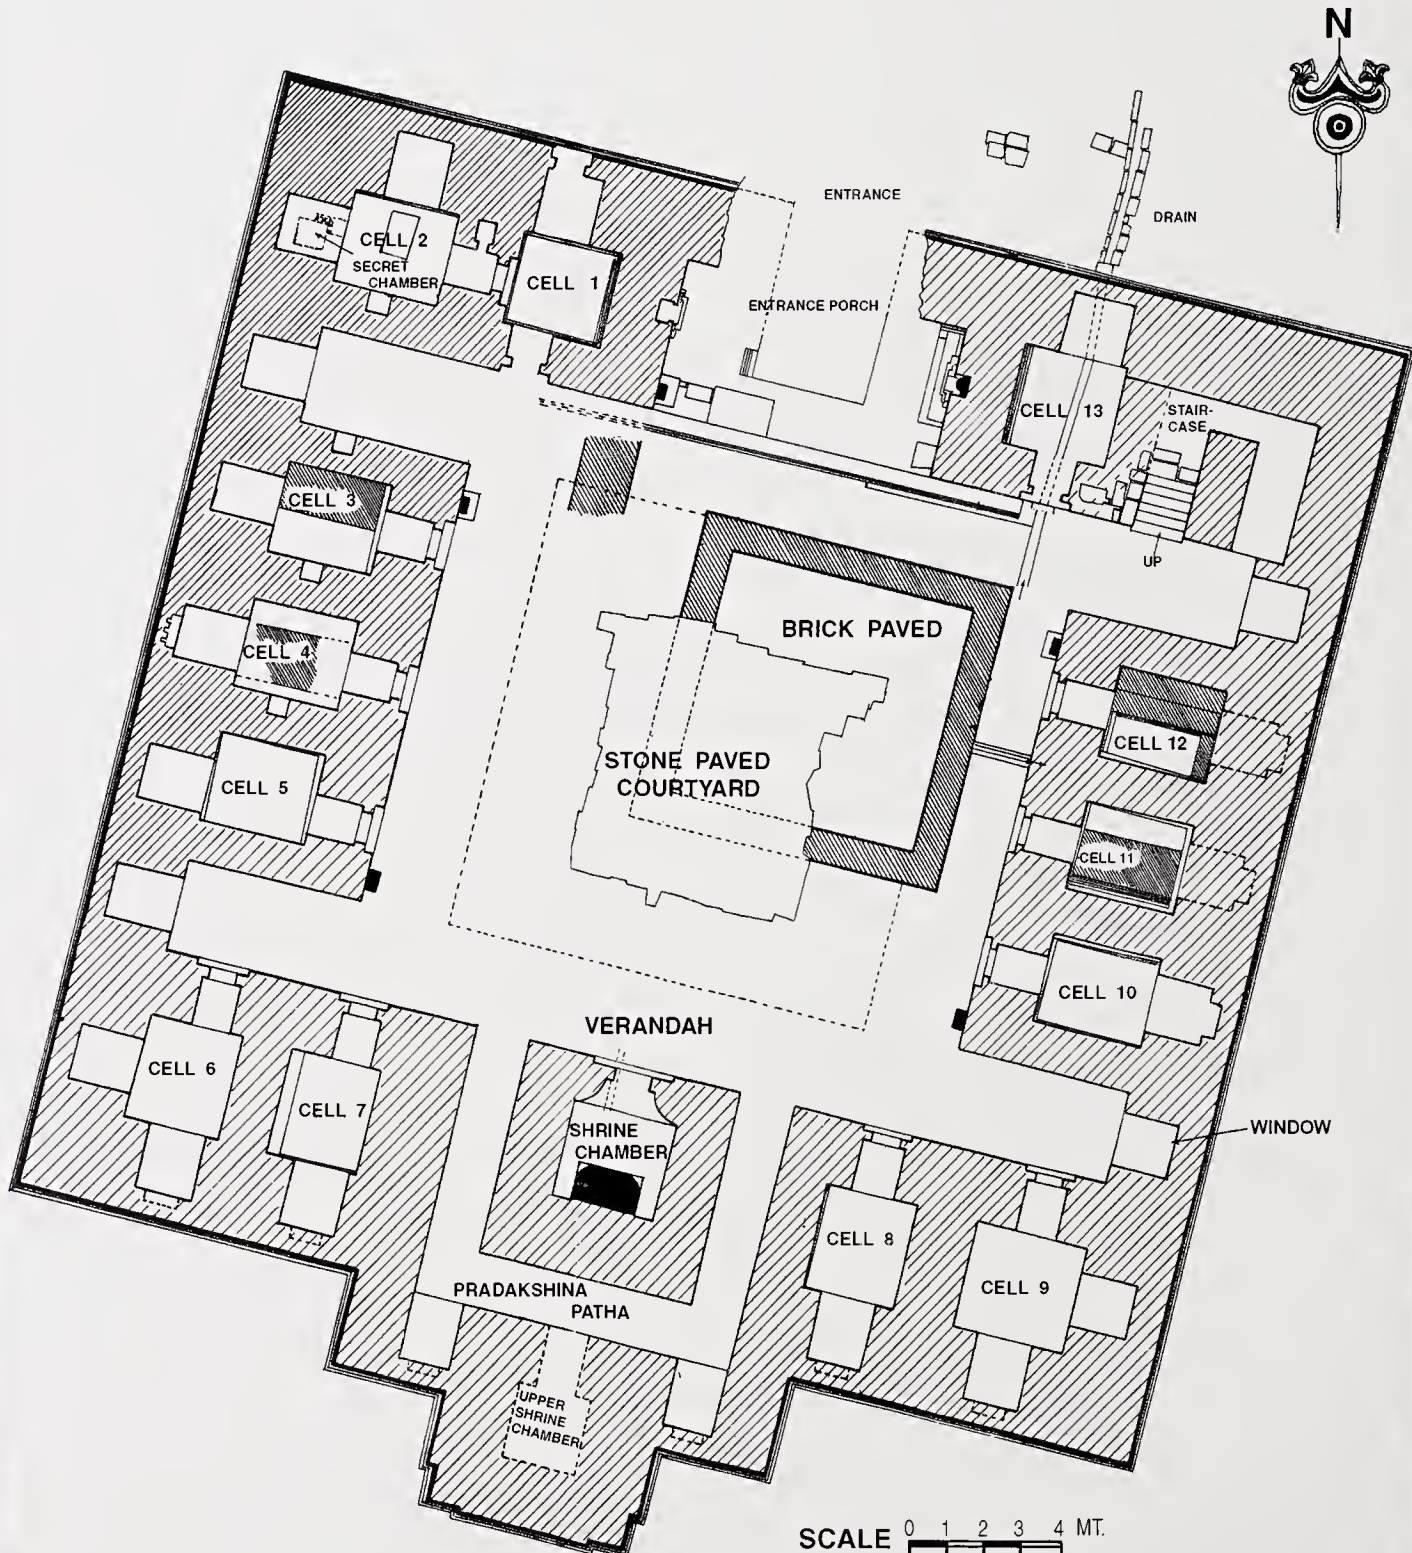 N
ENTRANCE
DRAIN
CELL 2
SECRET
CHAMBER
CELL 1
ENTRANCE PORCH
CELL 13
STAIR-
CASE
CELL 3
UP
BRICK PAVED
CELL 4
CELL 12
STONE PAVED
COURTYARD
CELL 5
CELL 11
CELL 10
VERANDAH
CELL 6
CELL 7
SHRINE
CHAMBER
WINDOW
CELL 8
CELL 9
PRADAKSHINA
PATHA
UPPER
SHRINE
CHAMBER
SCALE 0 1 2 3 4 MT.